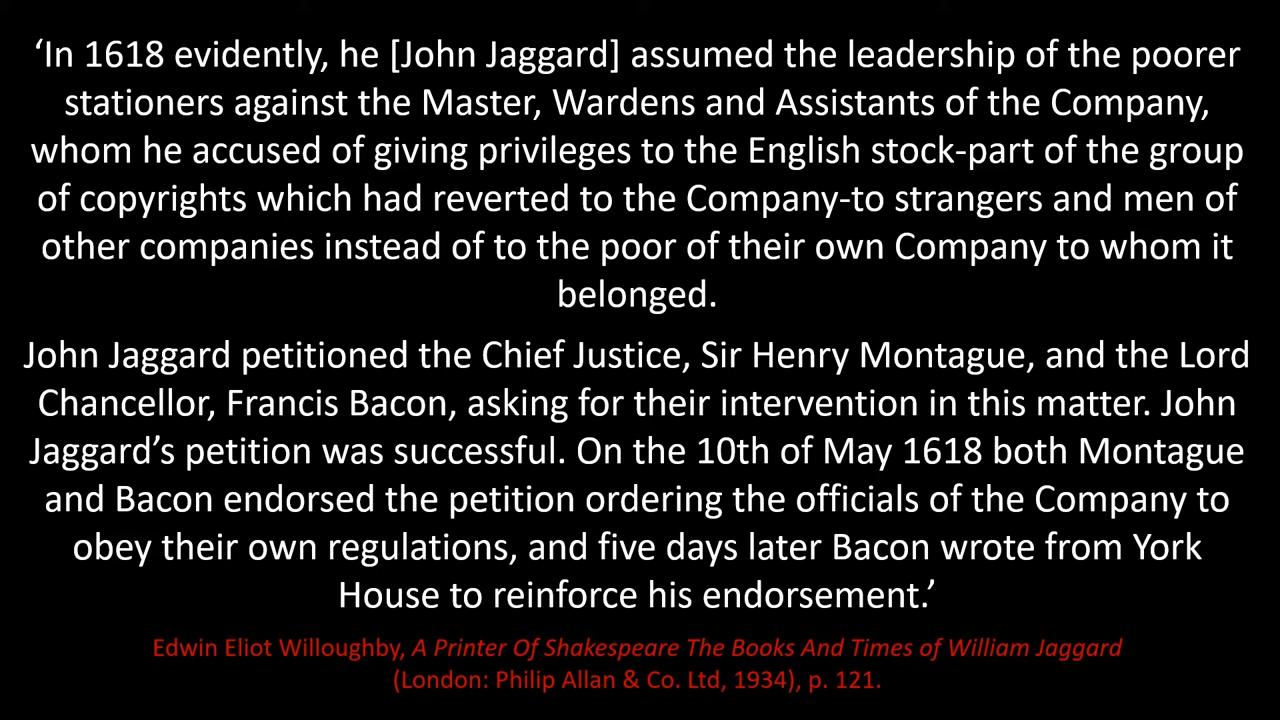 ‘In 1618 evidently, he [John Jaggard] assumed the leadership of the poorer
stationers against the Master, Wardens and Assistants of the Company,
whom he accused of giving privileges to the English stock-part of the group
of copyrights which had reverted to the Company-to strangers and men of
other companies instead of to the poor of their own Company to whom it
belonged.
John Jaggard petitioned the Chief Justice, Sir Henry Montague, and the Lord
Chancellor, Francis Bacon, asking for their intervention in this matter. John
Jaggard’s petition was successful. On the 10th of May 1618 both Montague
and Bacon endorsed the petition ordering the officials of the Company to
obey their own regulations, and five days later Bacon wrote from York
House to reinforce his endorsement.’
Edwin Eliot Willoughby, A Printer Of Shakespeare The Books And Times of William Jaggard
(London: Philip Allan & Co. Ltd, 1934), p. 121.